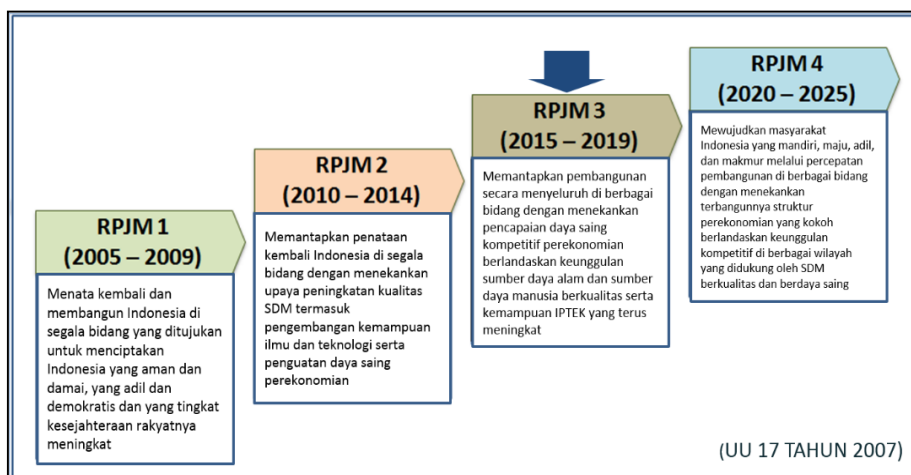 RPJM 1
(2005 – 2009)
Menata kembali dan
membangun Indonesia di
segala bidang yang ditujukan
untuk menciptakan
Indonesia yang aman dan
damai, yang adil dan
demokratis dan yang tingkat
kesejahteraan rakyatnya
meningkat
RPJM 2
(2010 – 2014)
Memantapkan penataan
kembali Indonesia di segala
bidang dengan menekankan
upaya peningkatan kualitas
SDM termasuk
pengembangan kemampuan
ilmu dan teknologi serta
penguatan daya saing
perekonomian
RPJM 3
(2015 – 2019)
Memantapkan pembangunan
secara menyeluruh di berbagai
bidang dengan menekankan
pencapaian daya saing
kompetitif perekonomian
berlandaskan keunggulan
sumber daya alam dan sumber
daya manusia berkualitas serta
kemampuan IPTEK yang terus
meningkat
RPJM 4
(2020 – 2025)
Mewujudkan masyarakat
Indonesia yang mandiri, maju, adil,
dan makmur melalui percepatan
pembangunan di berbagai bidang
dengan menekankan
terbangunnya struktur
perekonomian yang kokoh
berlandaskan keunggulan
kompetitif di berbagai wilayah
yang didukung oleh SDM
berkualitas dan berdaya saing
(UU 17 TAHUN 2007)